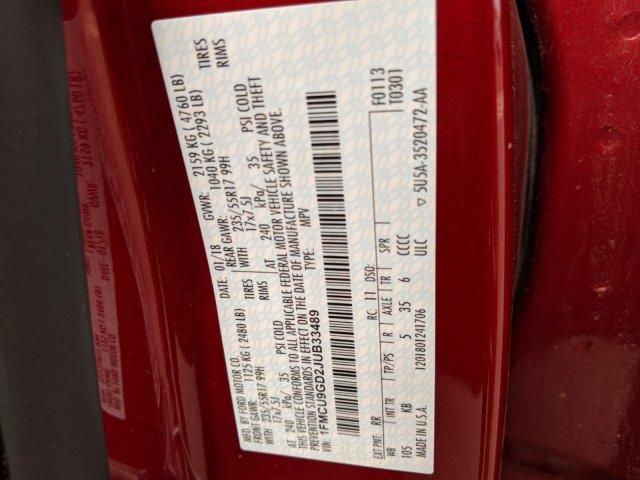 MFD. BY FORD MOTOR CO.
DATE: 01/18 GVWR: 2159 KG ( 4760 LB)
FRONT GAWR: 1125 KG ( 2480 LB) REAR GAWR: 1040 KG ( 2293 LB) TIRES
WITH 235/55R17 99H TIRES WITH 235/55R17 99H RIMS
17x7.5J RIMS 17x7.5J
AT 240 kPa/ 35 PSI COLD AT 240 kPa/ 35 PSI COLD
THIS VEHICLE CONFORMS TO ALL APPLICABLE FEDERAL MOTOR VEHICLE SAFETY AND THEFT
PREVENTION STANDARDS IN EFFECT ON THE DATE OF MANUFACTURE SHOWN ABOVE.
VIN: 1FMCU9GD2JUB33489 TYPE: MPV
F0113
T0301
EXT PNT: RR RC: 11 DSO:
WB TP/PS R AXLE TR SPR
105 KB 5 35 6 CCCC
MADE IN U.S.A. 1201801241706 ULC ▽ 5U5A-3520472-AA